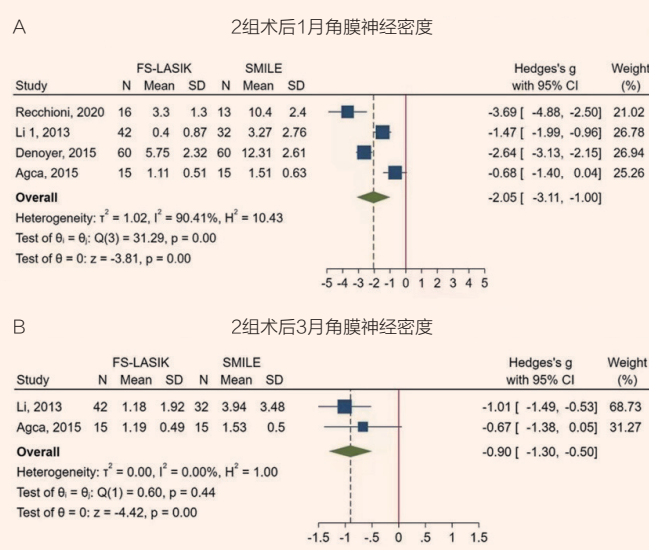 A
2组术后1月角膜神经密度
FS-LASIK SMILE Hedges's g Weight
Study N Mean SD N Mean SD with 95% CI (%)
Recchioni, 2020 16 3.3 1.3 13 10.4 2.4 -3.69 [ -4.88, -2.50] 21.02
Li 1, 2013 42 0.4 0.87 32 3.27 2.76 -1.47 [ -1.99, -0.96] 26.78
Denoyer, 2015 60 5.75 2.32 60 12.31 2.61 -2.64 [ -3.13, -2.15] 26.94
Agca, 2015 15 1.11 0.51 15 1.51 0.63 -0.68 [ -1.40, 0.04] 25.26
Overall -2.05 [ -3.11, -1.00]
Heterogeneity: τ² = 1.02, I² = 90.41%, H² = 10.43
Test of θᵢ = θⱼ: Q(3) = 31.29, p = 0.00
Test of θ = 0: z = -3.81, p = 0.00
-5 -4 -3 -2 -1 0 1 2 3 4 5
B
2组术后3月角膜神经密度
FS-LASIK SMILE Hedges's g Weight
Study N Mean SD N Mean SD with 95% CI (%)
Li, 2013 42 1.18 1.92 32 3.94 3.48 -1.01 [ -1.49, -0.53] 68.73
Agca, 2015 15 1.19 0.49 15 1.53 0.5 -0.67 [ -1.38, 0.05] 31.27
Overall -0.90 [ -1.30, -0.50]
Heterogeneity: τ² = 0.00, I² = 0.00%, H² = 1.00
Test of θᵢ = θⱼ: Q(1) = 0.60, p = 0.44
Test of θ = 0: z = -4.42, p = 0.00
-1.5 -1 -.5 0 .5 1 1.5